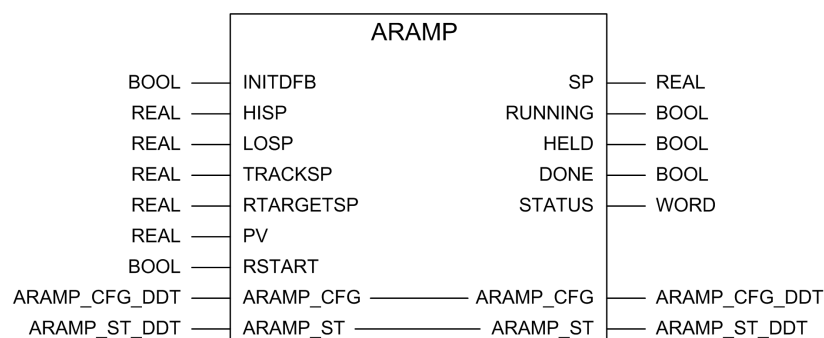 ARAMP
BOOL INITDFB SP REAL
REAL HISP RUNNING BOOL
REAL LOSP HELD BOOL
REAL TRACKSP DONE BOOL
REAL RTARGETSP STATUS WORD
REAL PV
BOOL RSTART
ARAMP_CFG_DDT ARAMP_CFG ARAMP_CFG ARAMP_CFG_DDT
ARAMP_ST_DDT ARAMP_ST ARAMP_ST ARAMP_ST_DDT